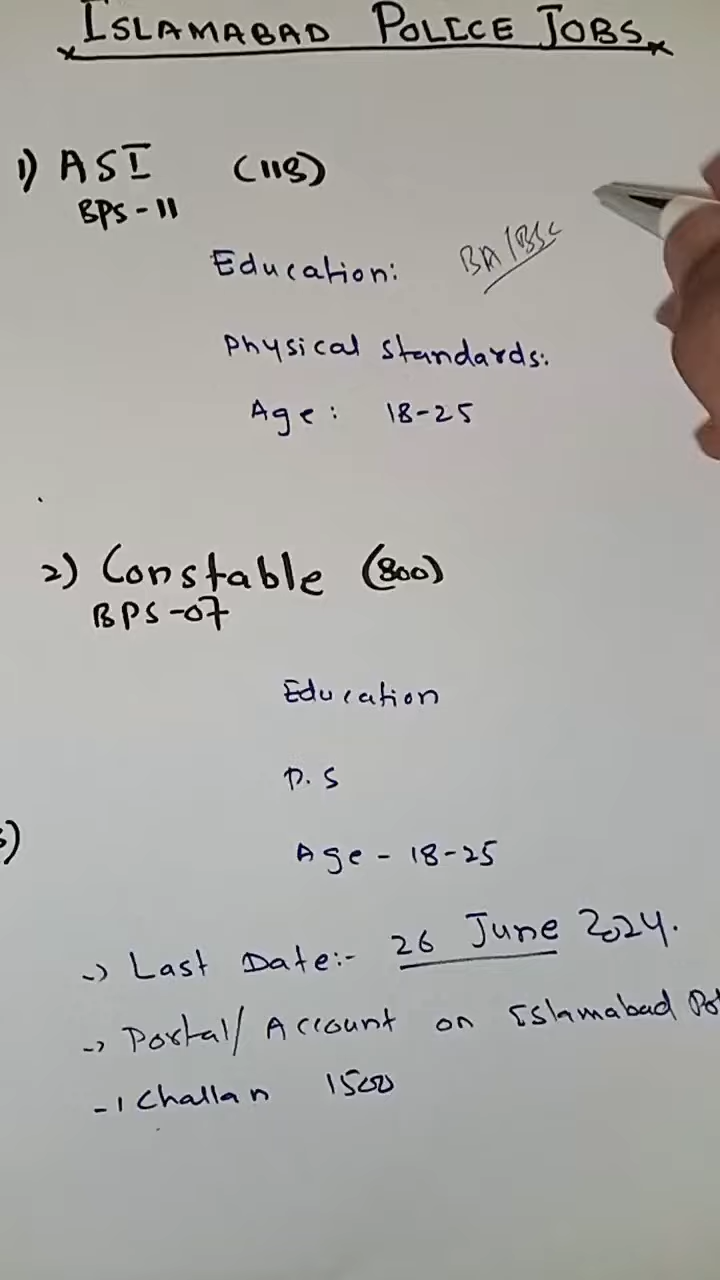 ISLAMABAD POLICE JOBS
1) ASI (118)
BPS-11
Education: BA/BSc
Physical standards:
Age: 18-25
2) Constable (800)
BPS-07
Education
P.S
Age - 18-25
-> Last Date:- 26 June 2024.
-> Portal/Account on Islamabad
-> Challan 1500